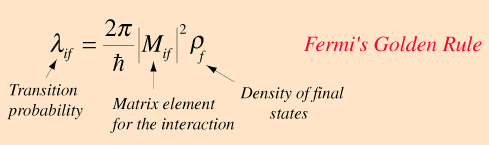 λif = 2π/ħ |Mif|² ρf
Fermi's Golden Rule
Transition
probability
Matrix element
for the interaction
Density of final
states